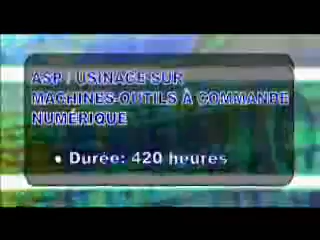 ASP / USINAGE SUR
MACHINES-OUTILS À COMMANDE
NUMÉRIQUE
• Durée: 420 heures